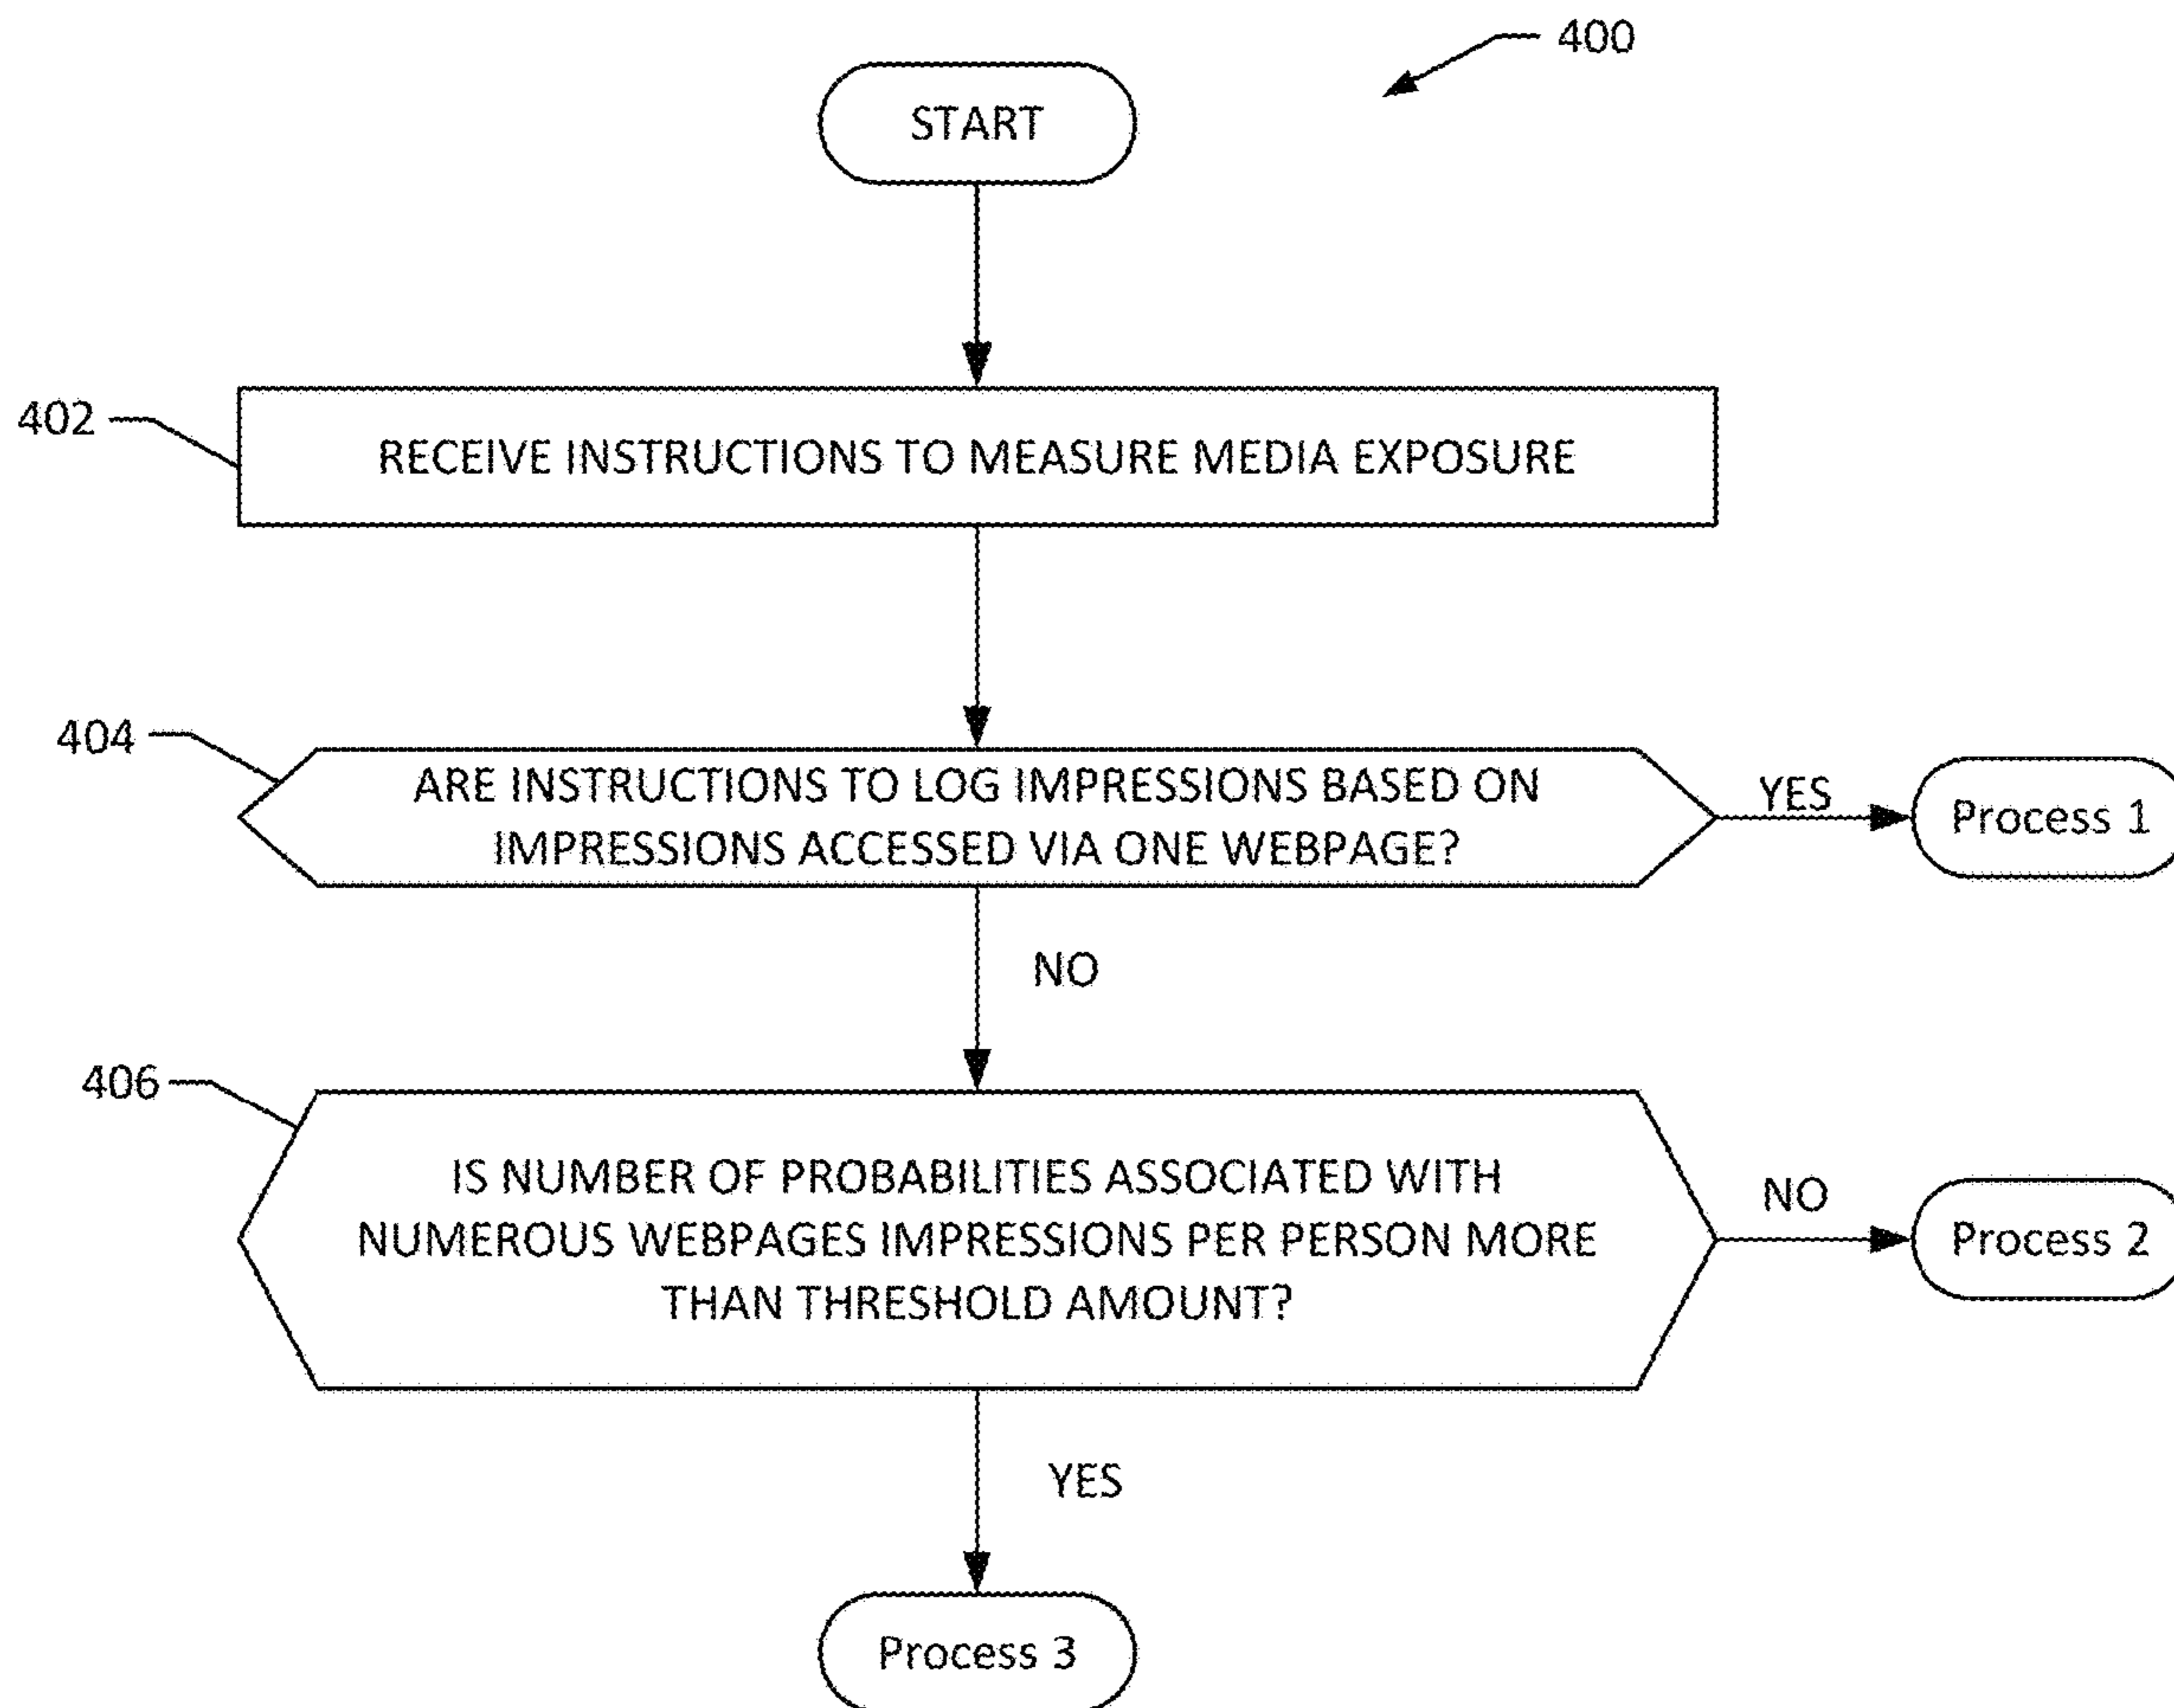 400
START
402
RECEIVE INSTRUCTIONS TO MEASURE MEDIA EXPOSURE
404
ARE INSTRUCTIONS TO LOG IMPRESSIONS BASED ON
IMPRESSIONS ACCESSED VIA ONE WEBPAGE?
YES
Process 1
NO
406
IS NUMBER OF PROBABILITIES ASSOCIATED WITH
NUMEROUS WEBPAGES IMPRESSIONS PER PERSON MORE
THAN THRESHOLD AMOUNT?
NO
Process 2
YES
Process 3